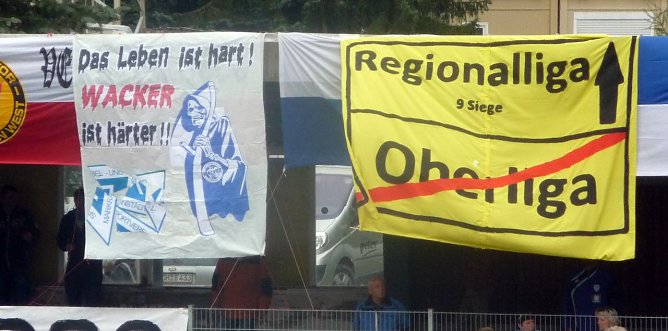 Das Leben ist hart!
WACKER
ist härter!!
Regionalliga
9 Siege
Oberliga